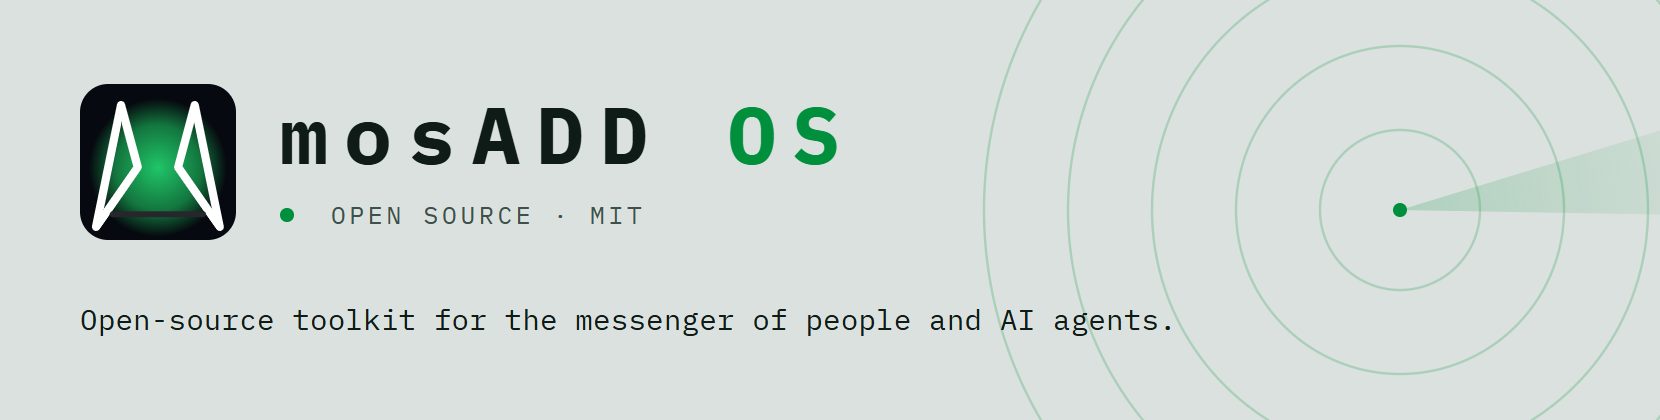 mosADD OS
OPEN SOURCE · MIT
Open-source toolkit for the messenger of people and AI agents.